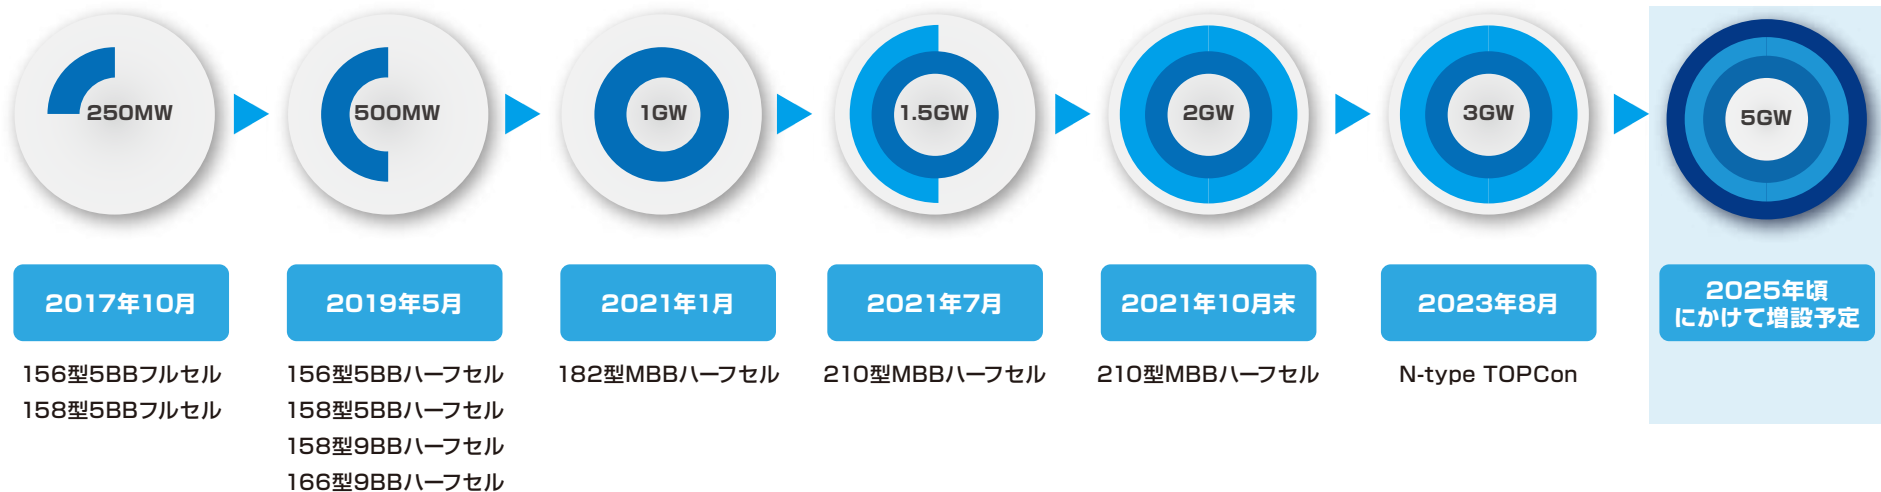 250MW
500MW
1GW
1.5GW
2GW
3GW
5GW
2017年10月
2019年5月
2021年1月
2021年7月
2021年10月末
2023年8月
2025年頃
にかけて増設予定
156型5BBフルセル
158型5BBフルセル
156型5BBハーフセル
158型5BBハーフセル
158型9BBハーフセル
166型9BBハーフセル
182型MBBハーフセル
210型MBBハーフセル
210型MBBハーフセル
N-type TOPCon